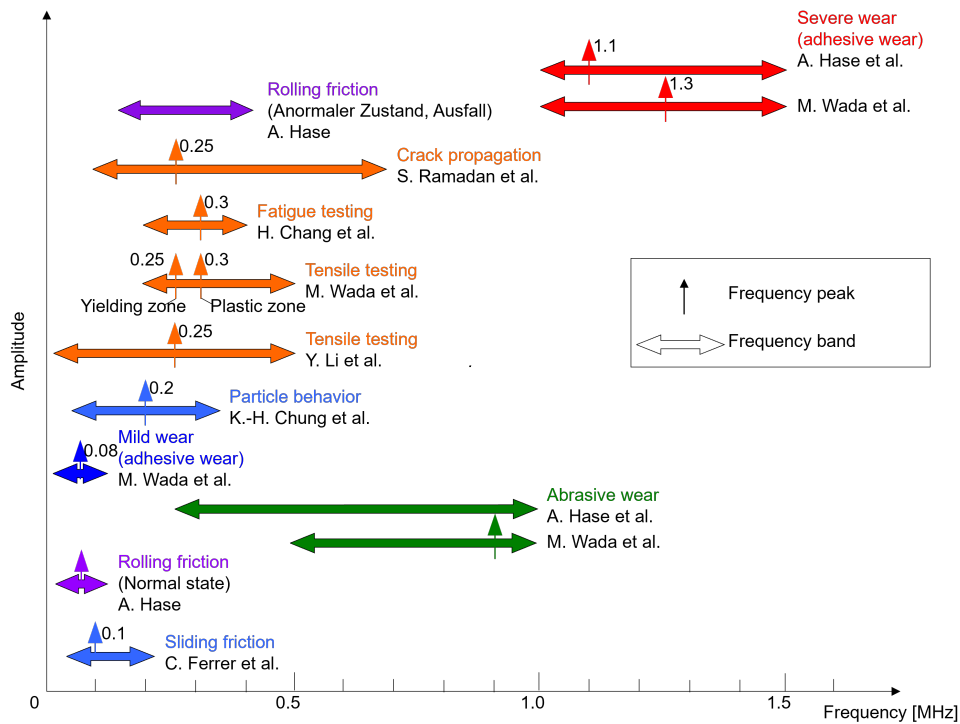 Severe wear
(adhesive wear)
A. Hase et al.
1.1
1.3
M. Wada et al.
Rolling friction
(Anormaler Zustand, Ausfall)
A. Hase
0.25
Crack propagation
S. Ramadan et al.
0.3
Fatigue testing
H. Chang et al.
0.25
0.3
Tensile testing
M. Wada et al.
Yielding zone
Plastic zone
Frequency peak
Frequency band
0.25
Tensile testing
Y. Li et al.
.
Amplitude
0.2
Particle behavior
K.-H. Chung et al.
0.08
Mild wear
(adhesive wear)
M. Wada et al.
Abrasive wear
A. Hase et al.
M. Wada et al.
Rolling friction
(Normal state)
A. Hase
0.1
Sliding friction
C. Ferrer et al.
0
0.5
1.0
1.5
Frequency [MHz]